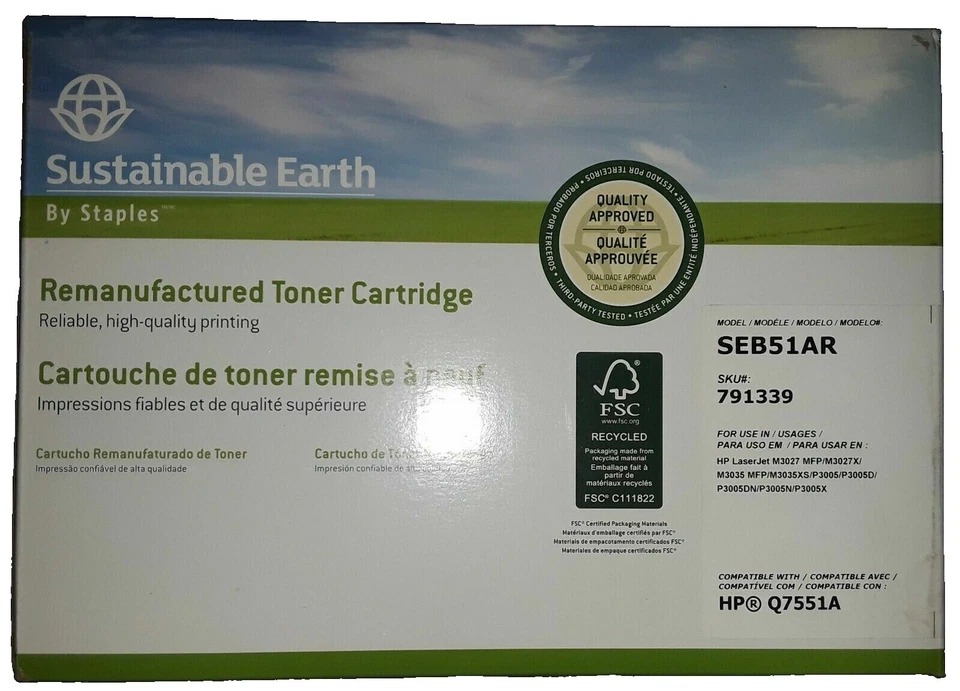 Sustainable Earth
By Staples
Remanufactured Toner Cartridge
Reliable, high-quality printing
Cartouche de toner remise à neuf
Impressions fiables et de qualité supérieure
Cartucho Remanufaturado de Toner
Impressão confiável de alta qualidade
Cartucho de
Impresión confiable de
PROBADO POR TERCEROS • TESTADO POR TERCEIROS • TESTÉE PAR UNE ENTITÉ INDÉPENDANTE • THIRD-PARTY TESTED •
QUALITY
APPROVED
QUALITÉ
APPROUVÉE
QUALIDADE APROVADA
CALIDAD APROBADA
FSC®
www.fsc.org
RECYCLED
Packaging made from
recycled material
Emballage fait à
partir de
matériaux recyclés
FSC® C111822
FSC® Certified Packaging Materials
Matériaux d'emballage certifiés par FSC®
Materiais de empacotamento certificados FSC®
Materiales de empaque certificados FSC®
MODEL / MODÈLE / MODELO / MODELO#:
SEB51AR
SKU#:
791339
FOR USE IN / USAGES /
PARA USO EM / PARA USAR EN :
HP LaserJet M3027 MFP/M3027X/
M3035 MFP/M3035XS/P3005/P3005D/
P3005DN/P3005N/P3005X
COMPATIBLE WITH / COMPATIBLE AVEC /
COMPATÍVEL COM / COMPATIBLE CON :
HP® Q7551A